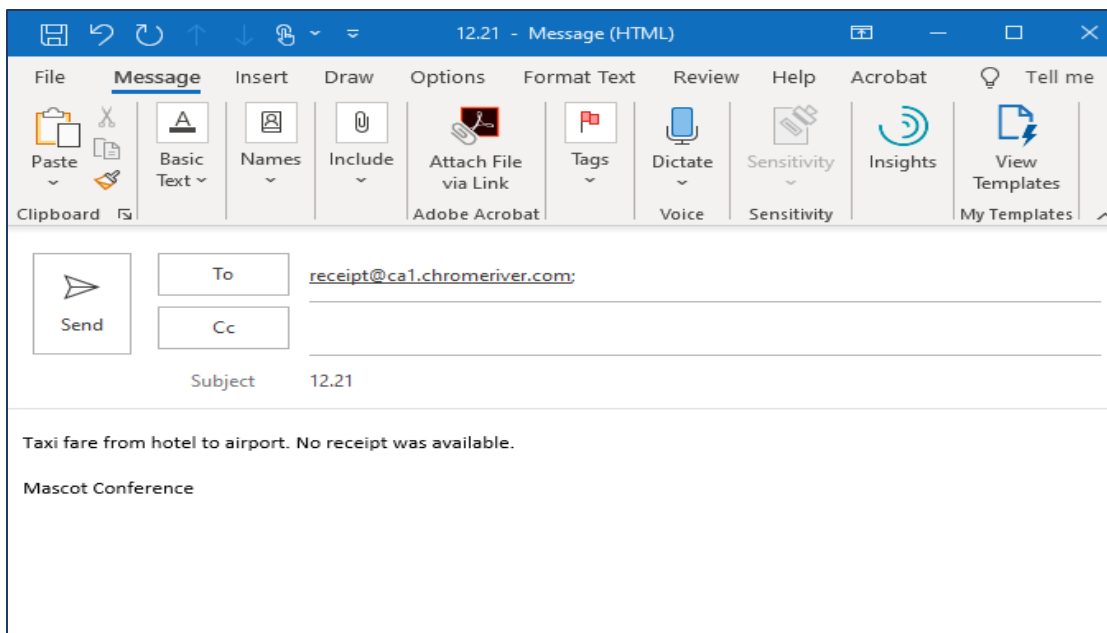 12.21 - Message (HTML)
File Message Insert Draw Options Format Text Review Help Acrobat Tell me
Paste
Basic Text
Names
Include
Attach File via Link
Tags
Dictate
Sensitivity
Insights
View Templates
Clipboard
Adobe Acrobat
Voice
Sensitivity
My Templates
Send
To
receipt@ca1.chromeriver.com;
Cc
Subject 12.21
Taxi fare from hotel to airport. No receipt was available.
Mascot Conference